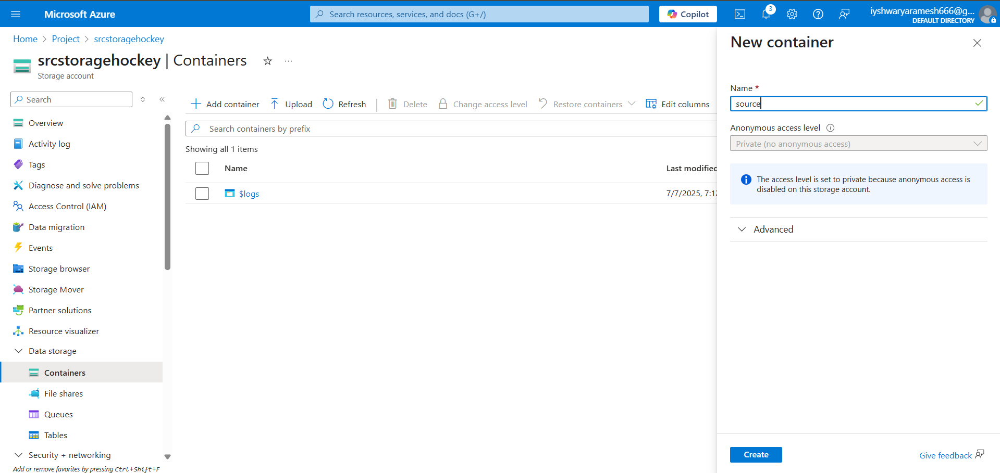 Microsoft Azure
Search resources, services, and docs (G+/)
Copilot
3
iyshwaryaramesh666@g...
DEFAULT DIRECTORY
Home > Project > srcstoragehockey
srcstoragehockey | Containers
Storage account
Search
Overview
Activity log
Tags
Diagnose and solve problems
Access Control (IAM)
Data migration
Events
Storage browser
Storage Mover
Partner solutions
Resource visualizer
Data storage
Containers
File shares
Queues
Tables
Security + networking
Add or remove favorites by pressing Ctrl+Shift+F
Add container Upload Refresh Delete Change access level Restore containers Edit columns
Search containers by prefix
Showing all 1 items
Name Last modified
$logs 7/7/2025, 7:12
New container
Name *
source
Anonymous access level
Private (no anonymous access)
The access level is set to private because anonymous access is
disabled on this storage account.
Advanced
Create
Give feedback